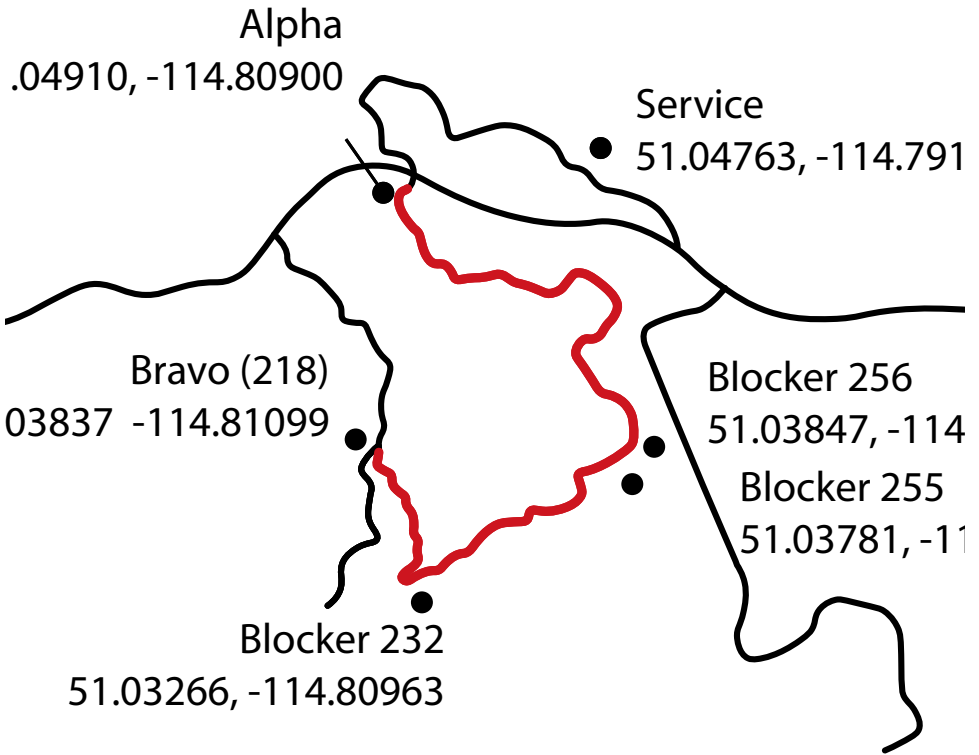 Alpha
.04910, -114.80900
Service
51.04763, -114.791
Bravo (218)
03837 -114.81099
Blocker 256
51.03847, -114
Blocker 255
51.03781, -11
Blocker 232
51.03266, -114.80963